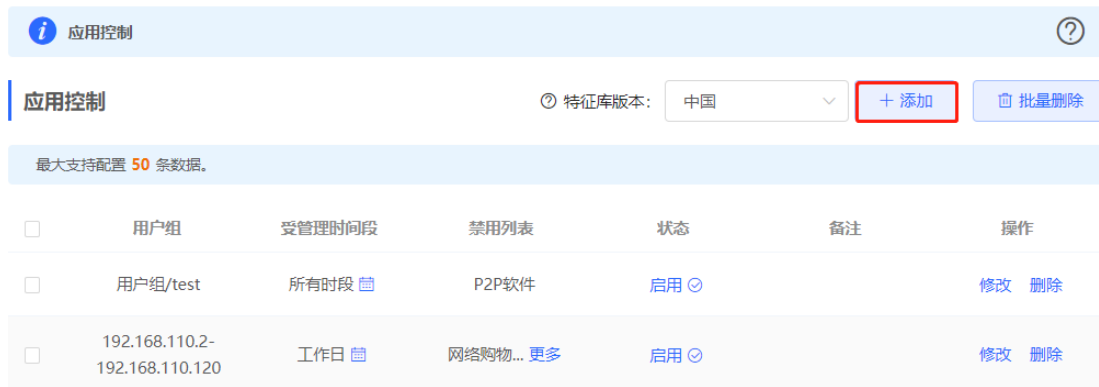 应用控制
应用控制 特征库版本： 中国 添加 批量删除
最大支持配置 50 条数据。
用户组 受管理时间段 禁用列表 状态 备注 操作
用户组/test 所有时段 P2P软件 启用 修改 删除
192.168.110.2-
192.168.110.120 工作日 网络购物... 更多 启用 修改 删除